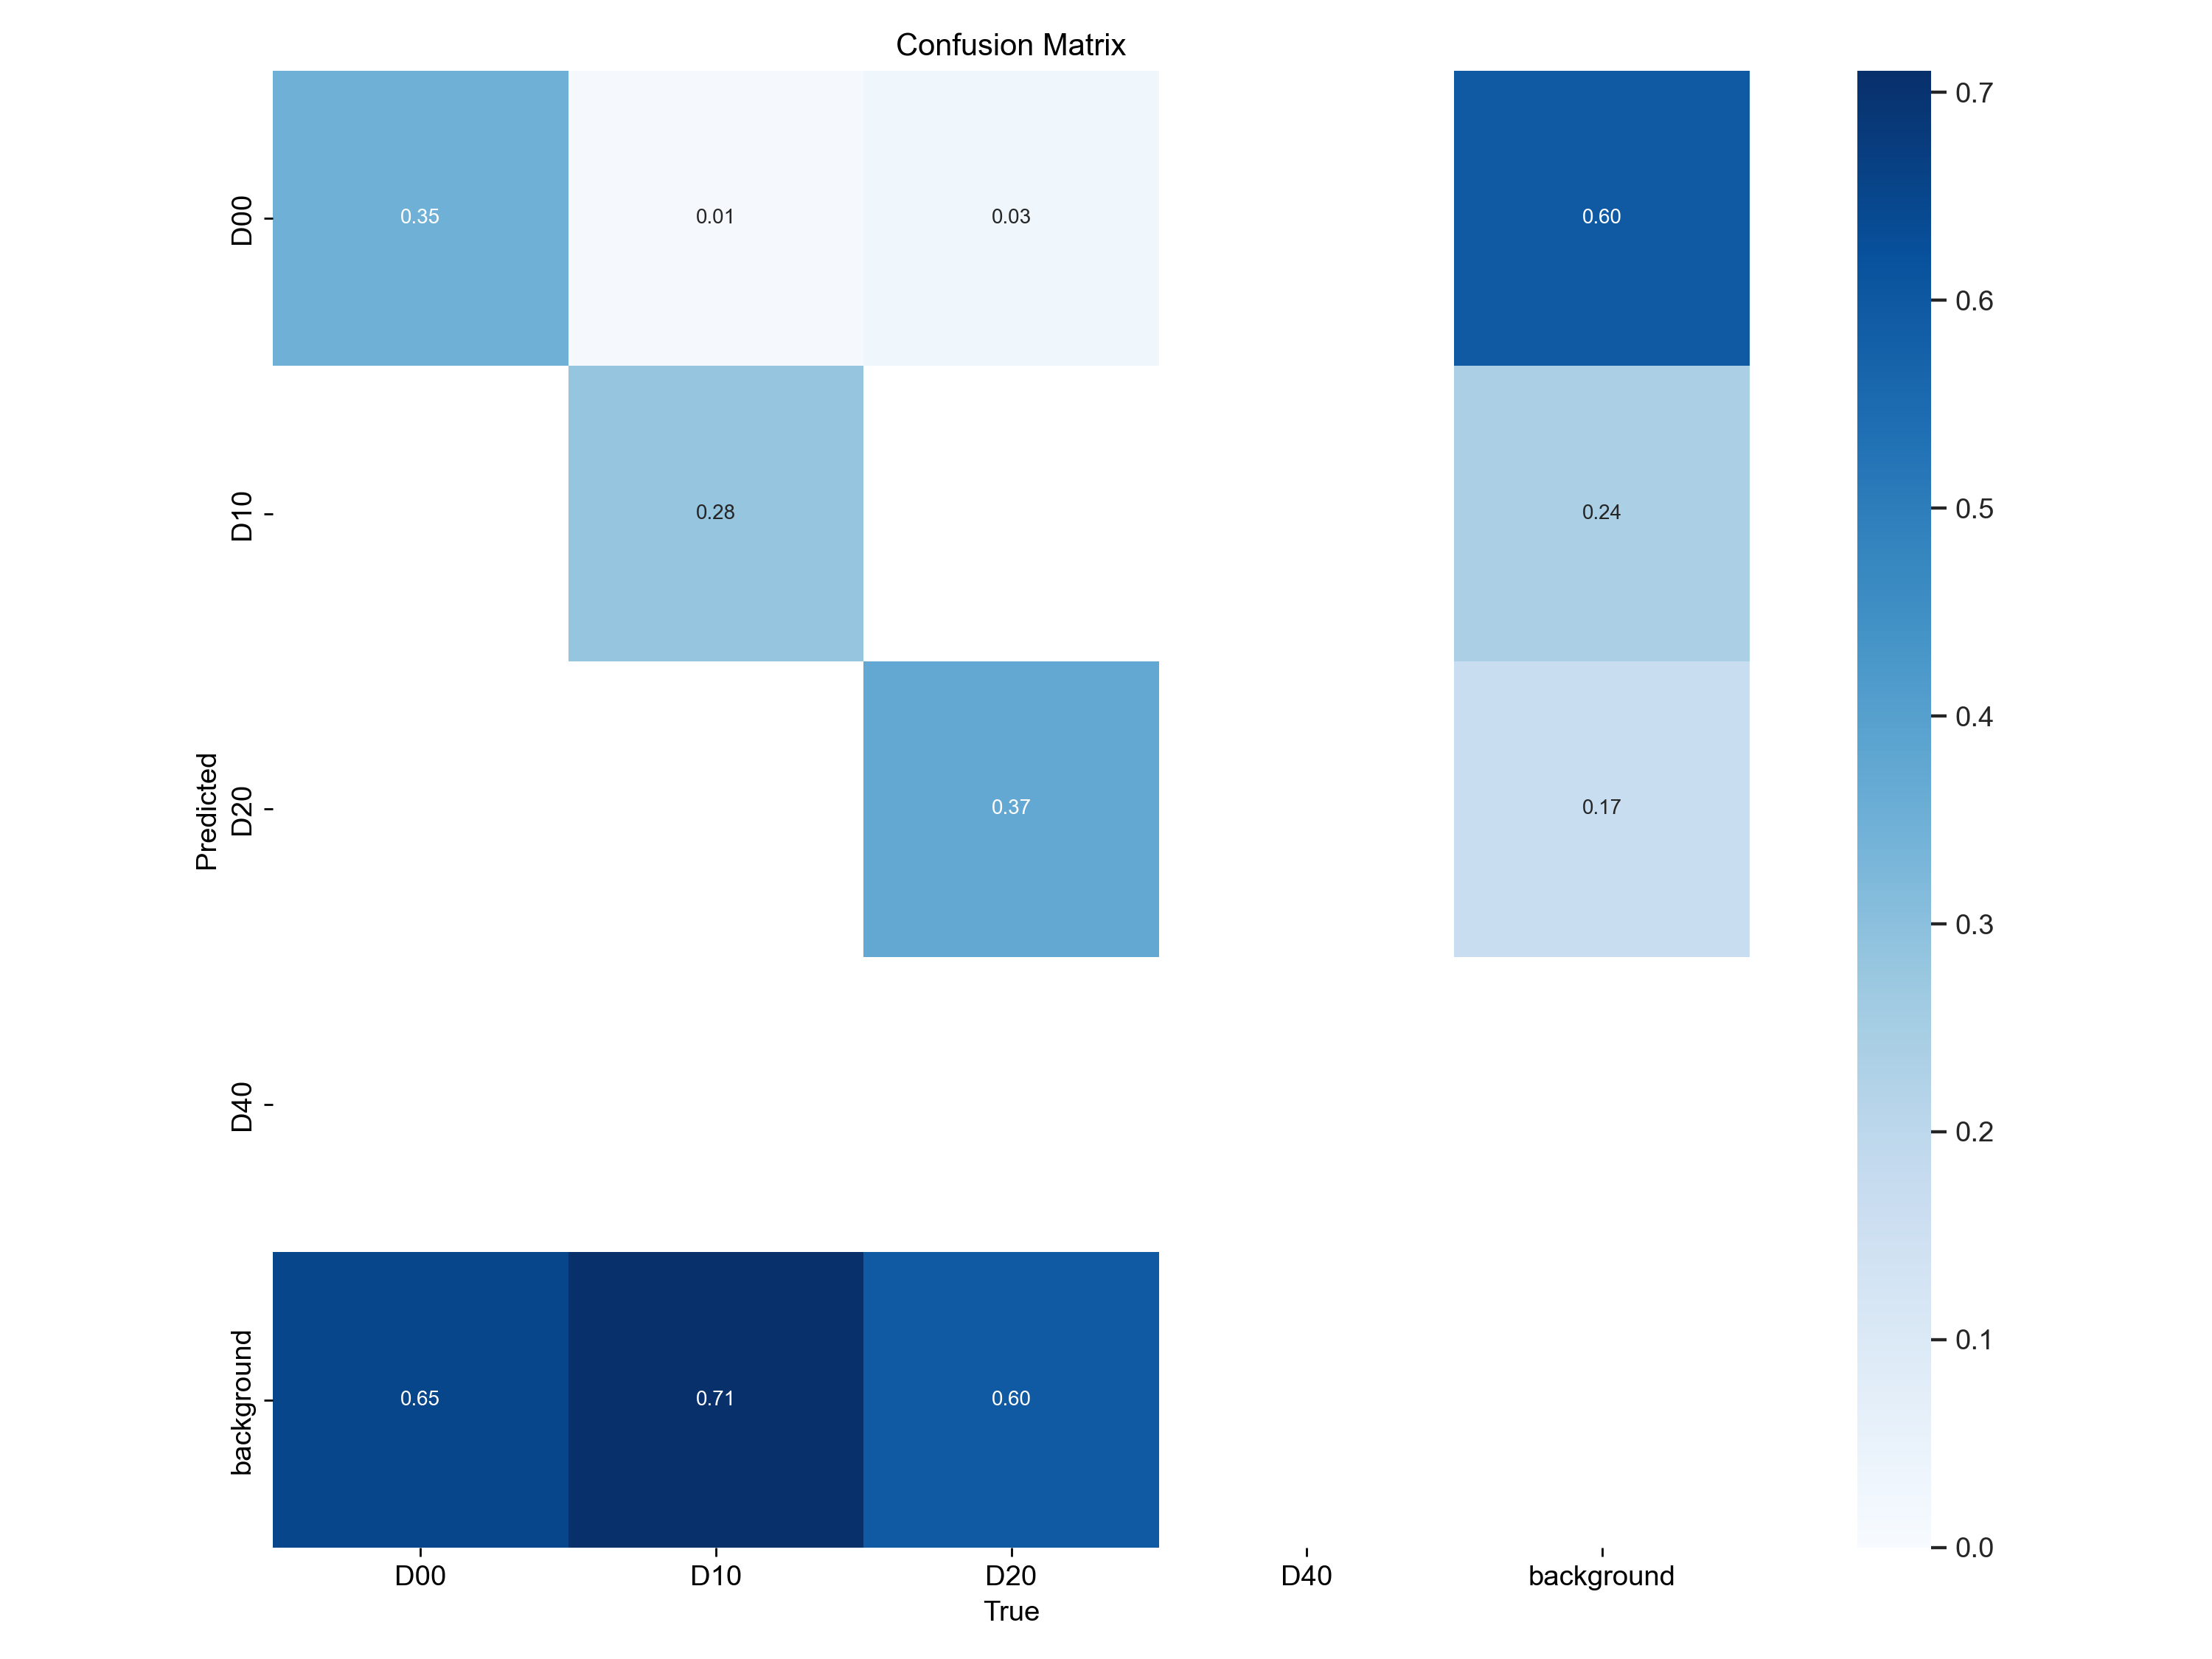 Confusion Matrix
D00
0.35 0.01 0.03 0.60
D10
0.28 0.24
Predicted
D20
0.37 0.17
D40
background
0.65 0.71 0.60
D00 D10 D20 D40 background
True
0.7
0.6
0.5
0.4
0.3
0.2
0.1
0.0